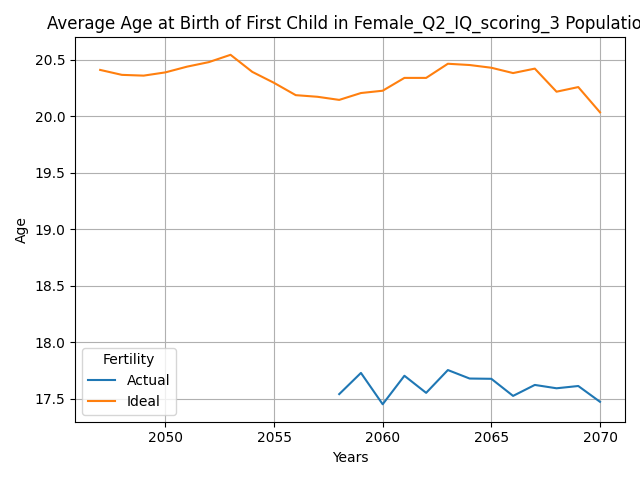 Average Age at Birth of First Child in Female_Q2_IQ_scoring_3 Populatio
20.5
20.0
19.5
19.0
18.5
18.0
17.5
Age
Fertility
Actual
Ideal
2050
2055
2060
2065
2070
Years